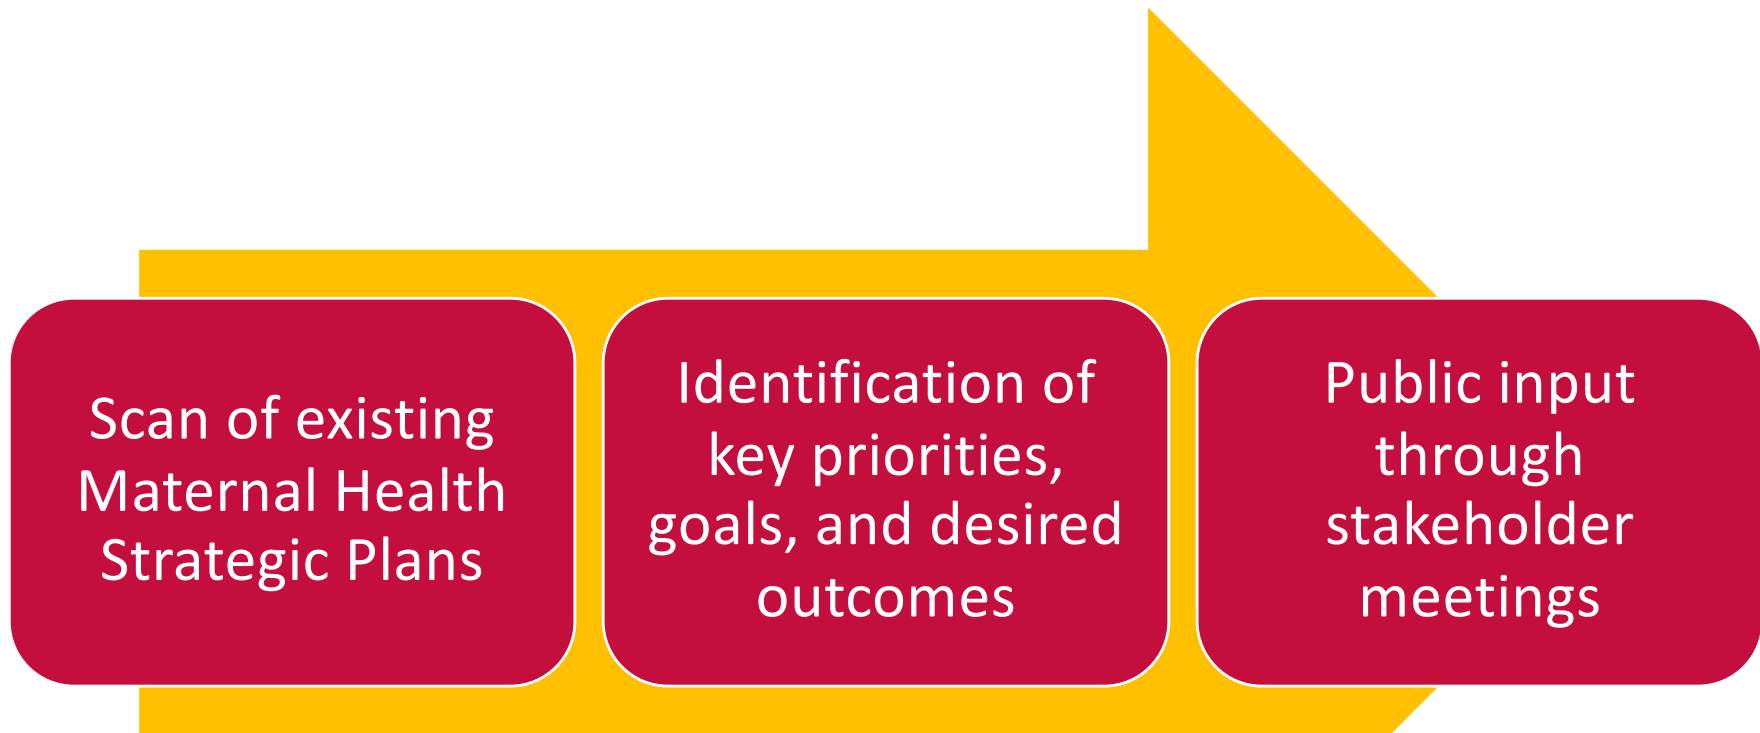 Scan of existing
Maternal Health
Strategic Plans
Identification of
key priorities,
goals, and desired
outcomes
Public input
through
stakeholder
meetings